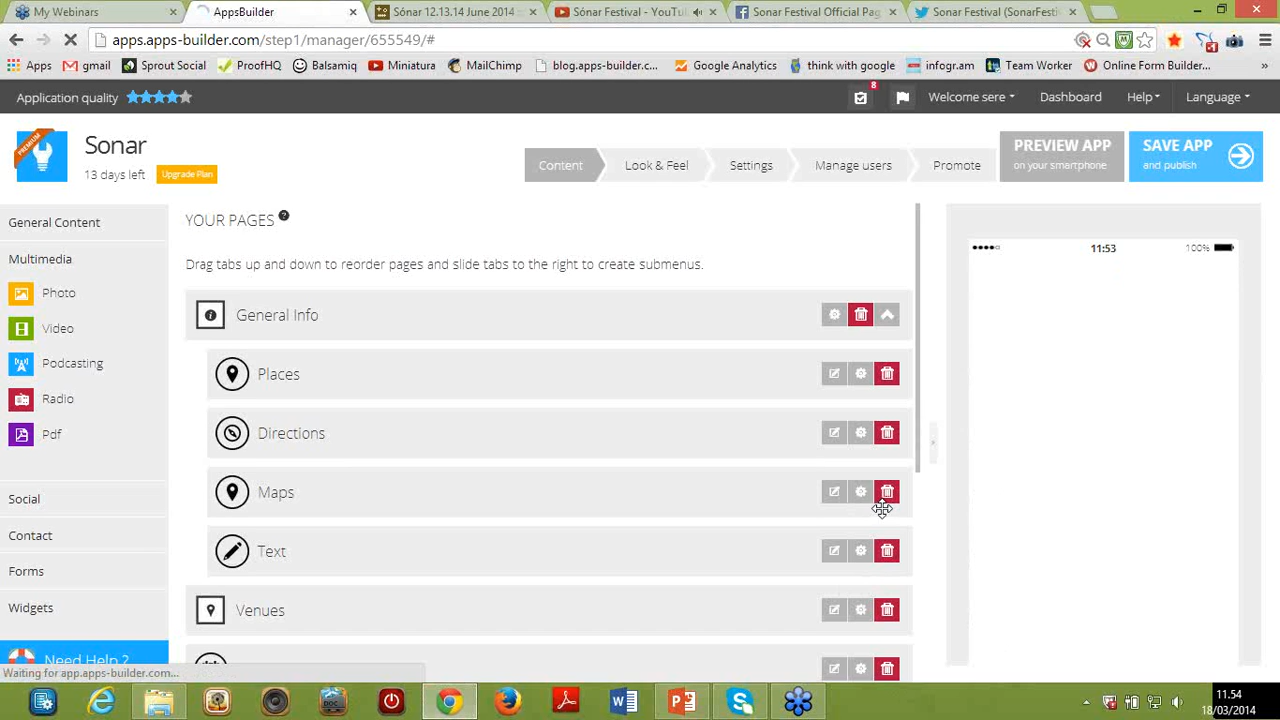 My Webinars
AppsBuilder
Sónar 12.13.14 June 2014
Sónar Festival - YouTu
Sónar Festival Official Pag
Sonar Festival (SonarFesti
apps.apps-builder.com/step1/manager/655549/#
Apps
gmail
Sprout Social
ProofHQ
Balsamiq
Miniatura
MailChimp
blog.apps-builder.co...
Google Analytics
think with google
infogr.am
Team Worker
Online Form Builder...
»
Application quality
8
Welcome sere
Dashboard
Help
Language
PREMIUM
Sonar
13 days left
Upgrade Plan
Content
Look & Feel
Settings
Manage users
Promote
PREVIEW APP
on your smartphone
SAVE APP
and publish
General Content
Multimedia
Photo
Video
Podcasting
Radio
Pdf
Social
Contact
Forms
Widgets
Need Help ?
YOUR PAGES
Drag tabs up and down to reorder pages and slide tabs to the right to create submenus.
General Info
Places
Directions
Maps
Text
Venues
11:53
100%
Waiting for app.apps-builder.com...
11.54
18/03/2014